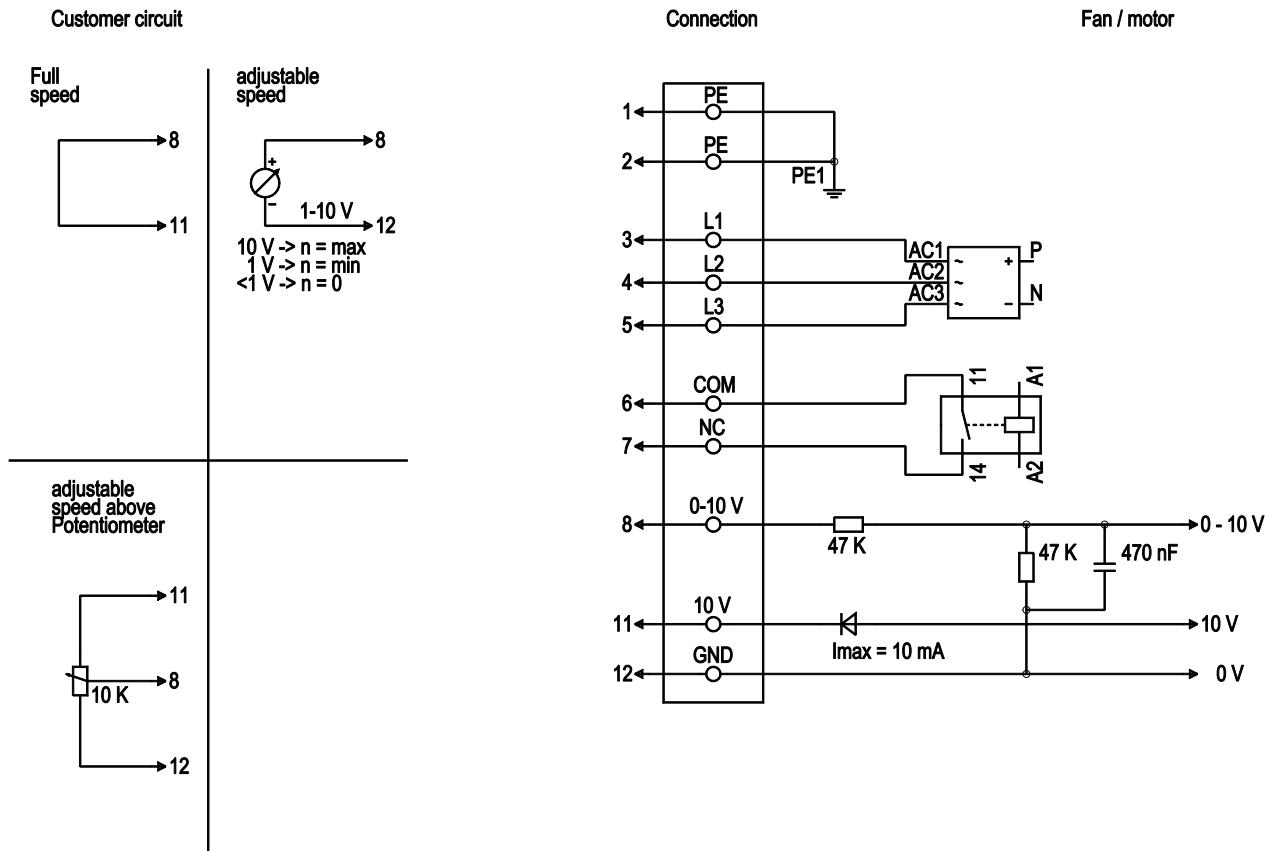 Customer circuit
Connection
Fan / motor
Full
speed
8
11
adjustable
speed
8
+
–
1-10 V
12
10 V -> n = max
1 V -> n = min
<1 V -> n = 0
adjustable
speed above
Potentiometer
11
8
10 K
12
1
PE
2
PE
PE1
3
L1
4
L2
5
L3
AC1
AC2
AC3
~
~
~
+
–
P
N
6
COM
7
NC
11
14
A1
A2
8
0-10 V
47 K
47 K
470 nF
0 - 10 V
11
10 V
Imax = 10 mA
10 V
12
GND
0 V